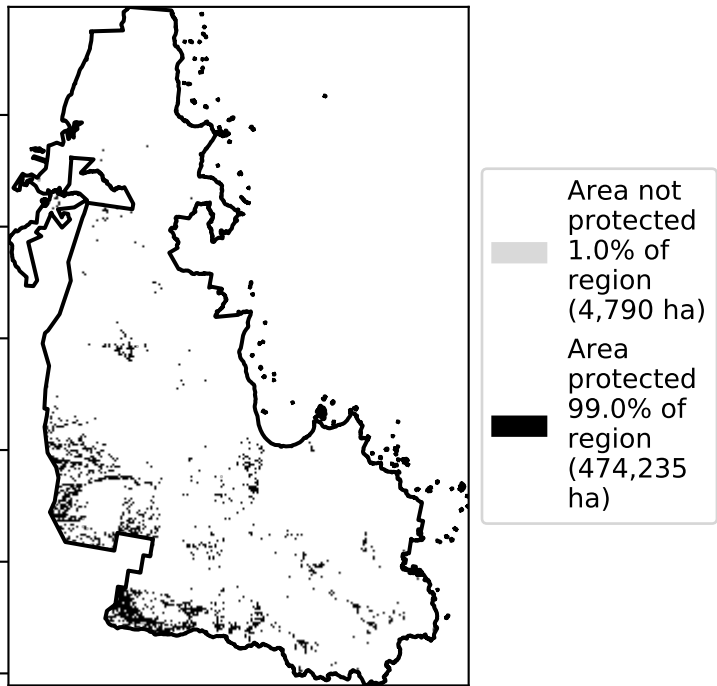 Area not
protected
1.0% of
region
(4,790 ha)
Area
protected
99.0% of
region
(474,235
ha)